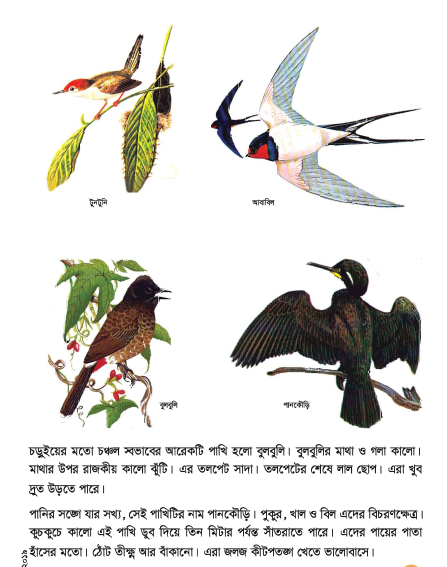 টুনটুনি
আবাবিল
বুলবুলি
পানকৌড়ি
চড়ুইয়ের মতো চঞ্চল স্বভাবের আরেকটি পাখি হলো বুলবুলি। বুলবুলির মাথা ও গলা কালো।
মাথার উপর রাজকীয় কালো ঝুঁটি। এর তলপেট সাদা। তলপেটের শেষে লাল ছোপ। এরা খুব
দ্রুত উড়তে পারে।
পানির সঙ্গে যার সখ্য, সেই পাখিটির নাম পানকৌড়ি। পুকুর, খাল ও বিল এদের বিচরণক্ষেত্র।
কুচকুচে কালো এই পাখি ডুব দিয়ে তিন মিটার পর্যন্ত সাঁতরাতে পারে। এদের পায়ের পাতা
হাঁসের মতো। ঠোঁট তীক্ষ্ণ আর বাঁকানো। এরা জলজ কীটপতঙ্গ খেতে ভালোবাসে।
২০১৯